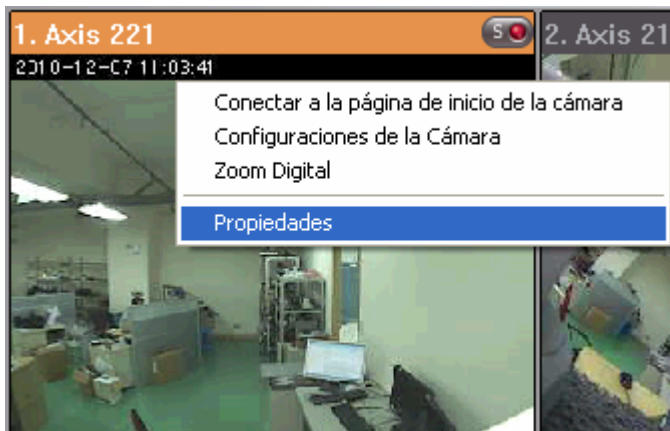 1. Axis 221
S
2. Axis 21
2010-12-07 11:03:41
Conectar a la página de inicio de la cámara
Configuraciones de la Cámara
Zoom Digital
Propiedades